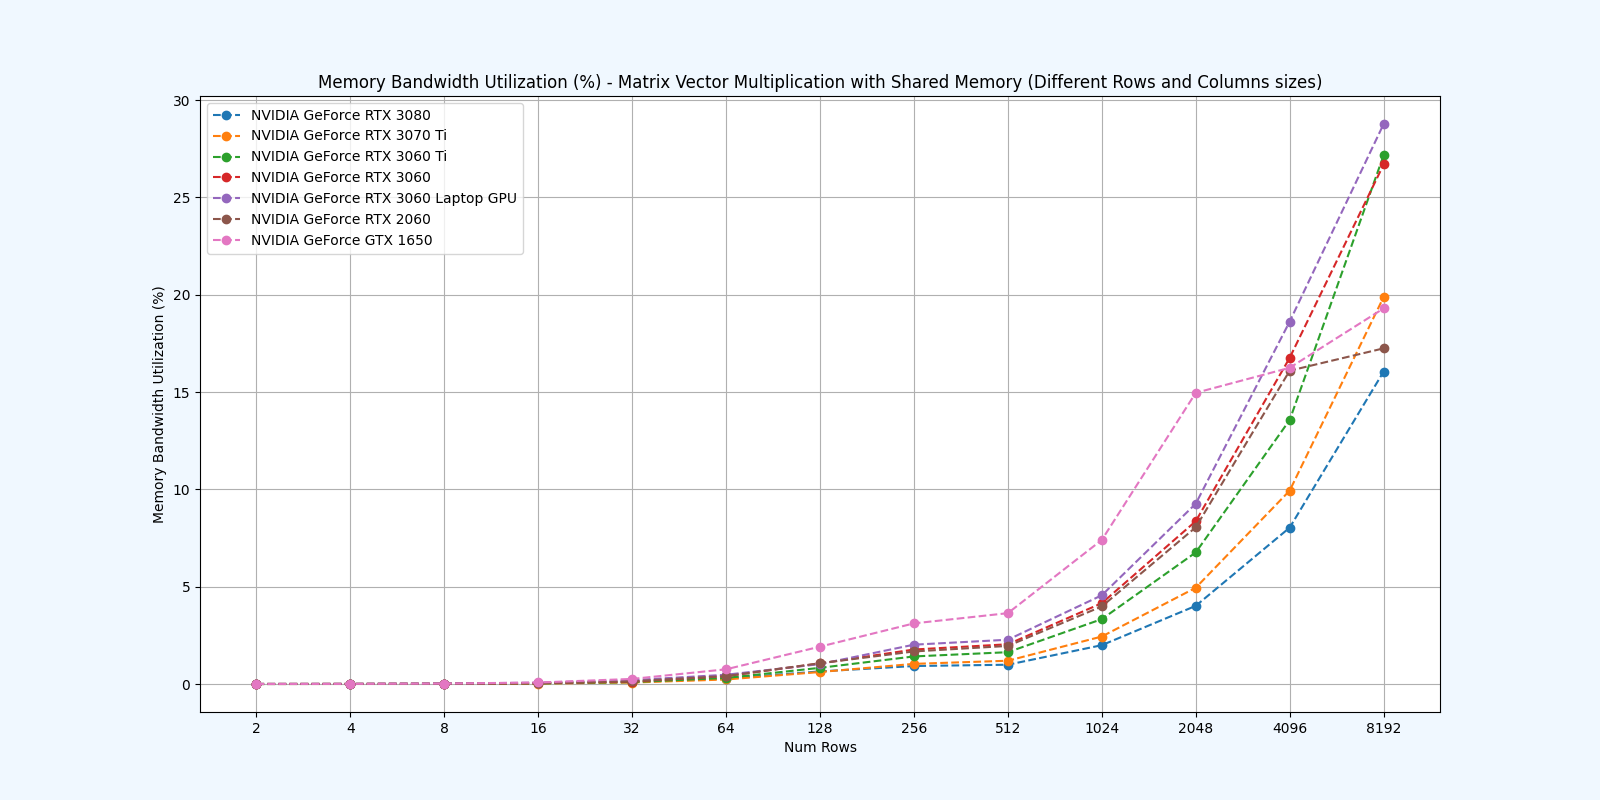 Memory Bandwidth Utilization (%) - Matrix Vector Multiplication with Shared Memory (Different Rows and Columns sizes)
NVIDIA GeForce RTX 3080
NVIDIA GeForce RTX 3070 Ti
NVIDIA GeForce RTX 3060 Ti
NVIDIA GeForce RTX 3060
NVIDIA GeForce RTX 3060 Laptop GPU
NVIDIA GeForce RTX 2060
NVIDIA GeForce GTX 1650
Memory Bandwidth Utilization (%)
30
25
20
15
10
5
0
2 4 8 16 32 64 128 256 512 1024 2048 4096 8192
Num Rows